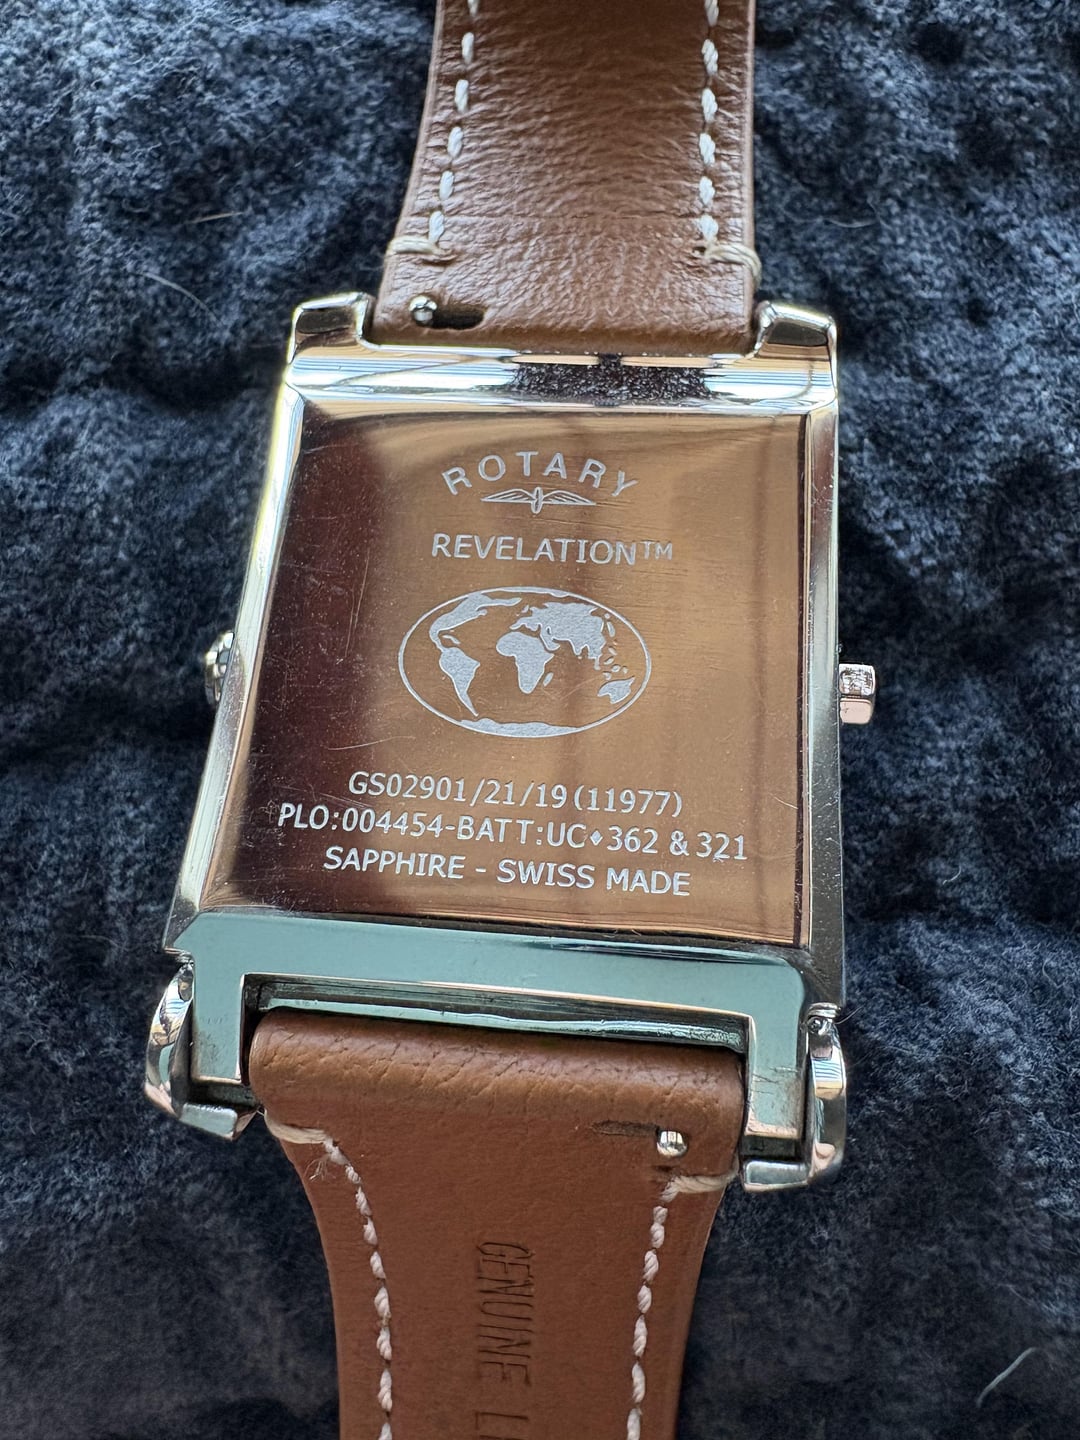 ROTARY
REVELATION™
GS02901/21/19(11977)
PLO:004454-BATT:UC♦362 & 321
SAPPHIRE - SWISS MADE
GENUINE